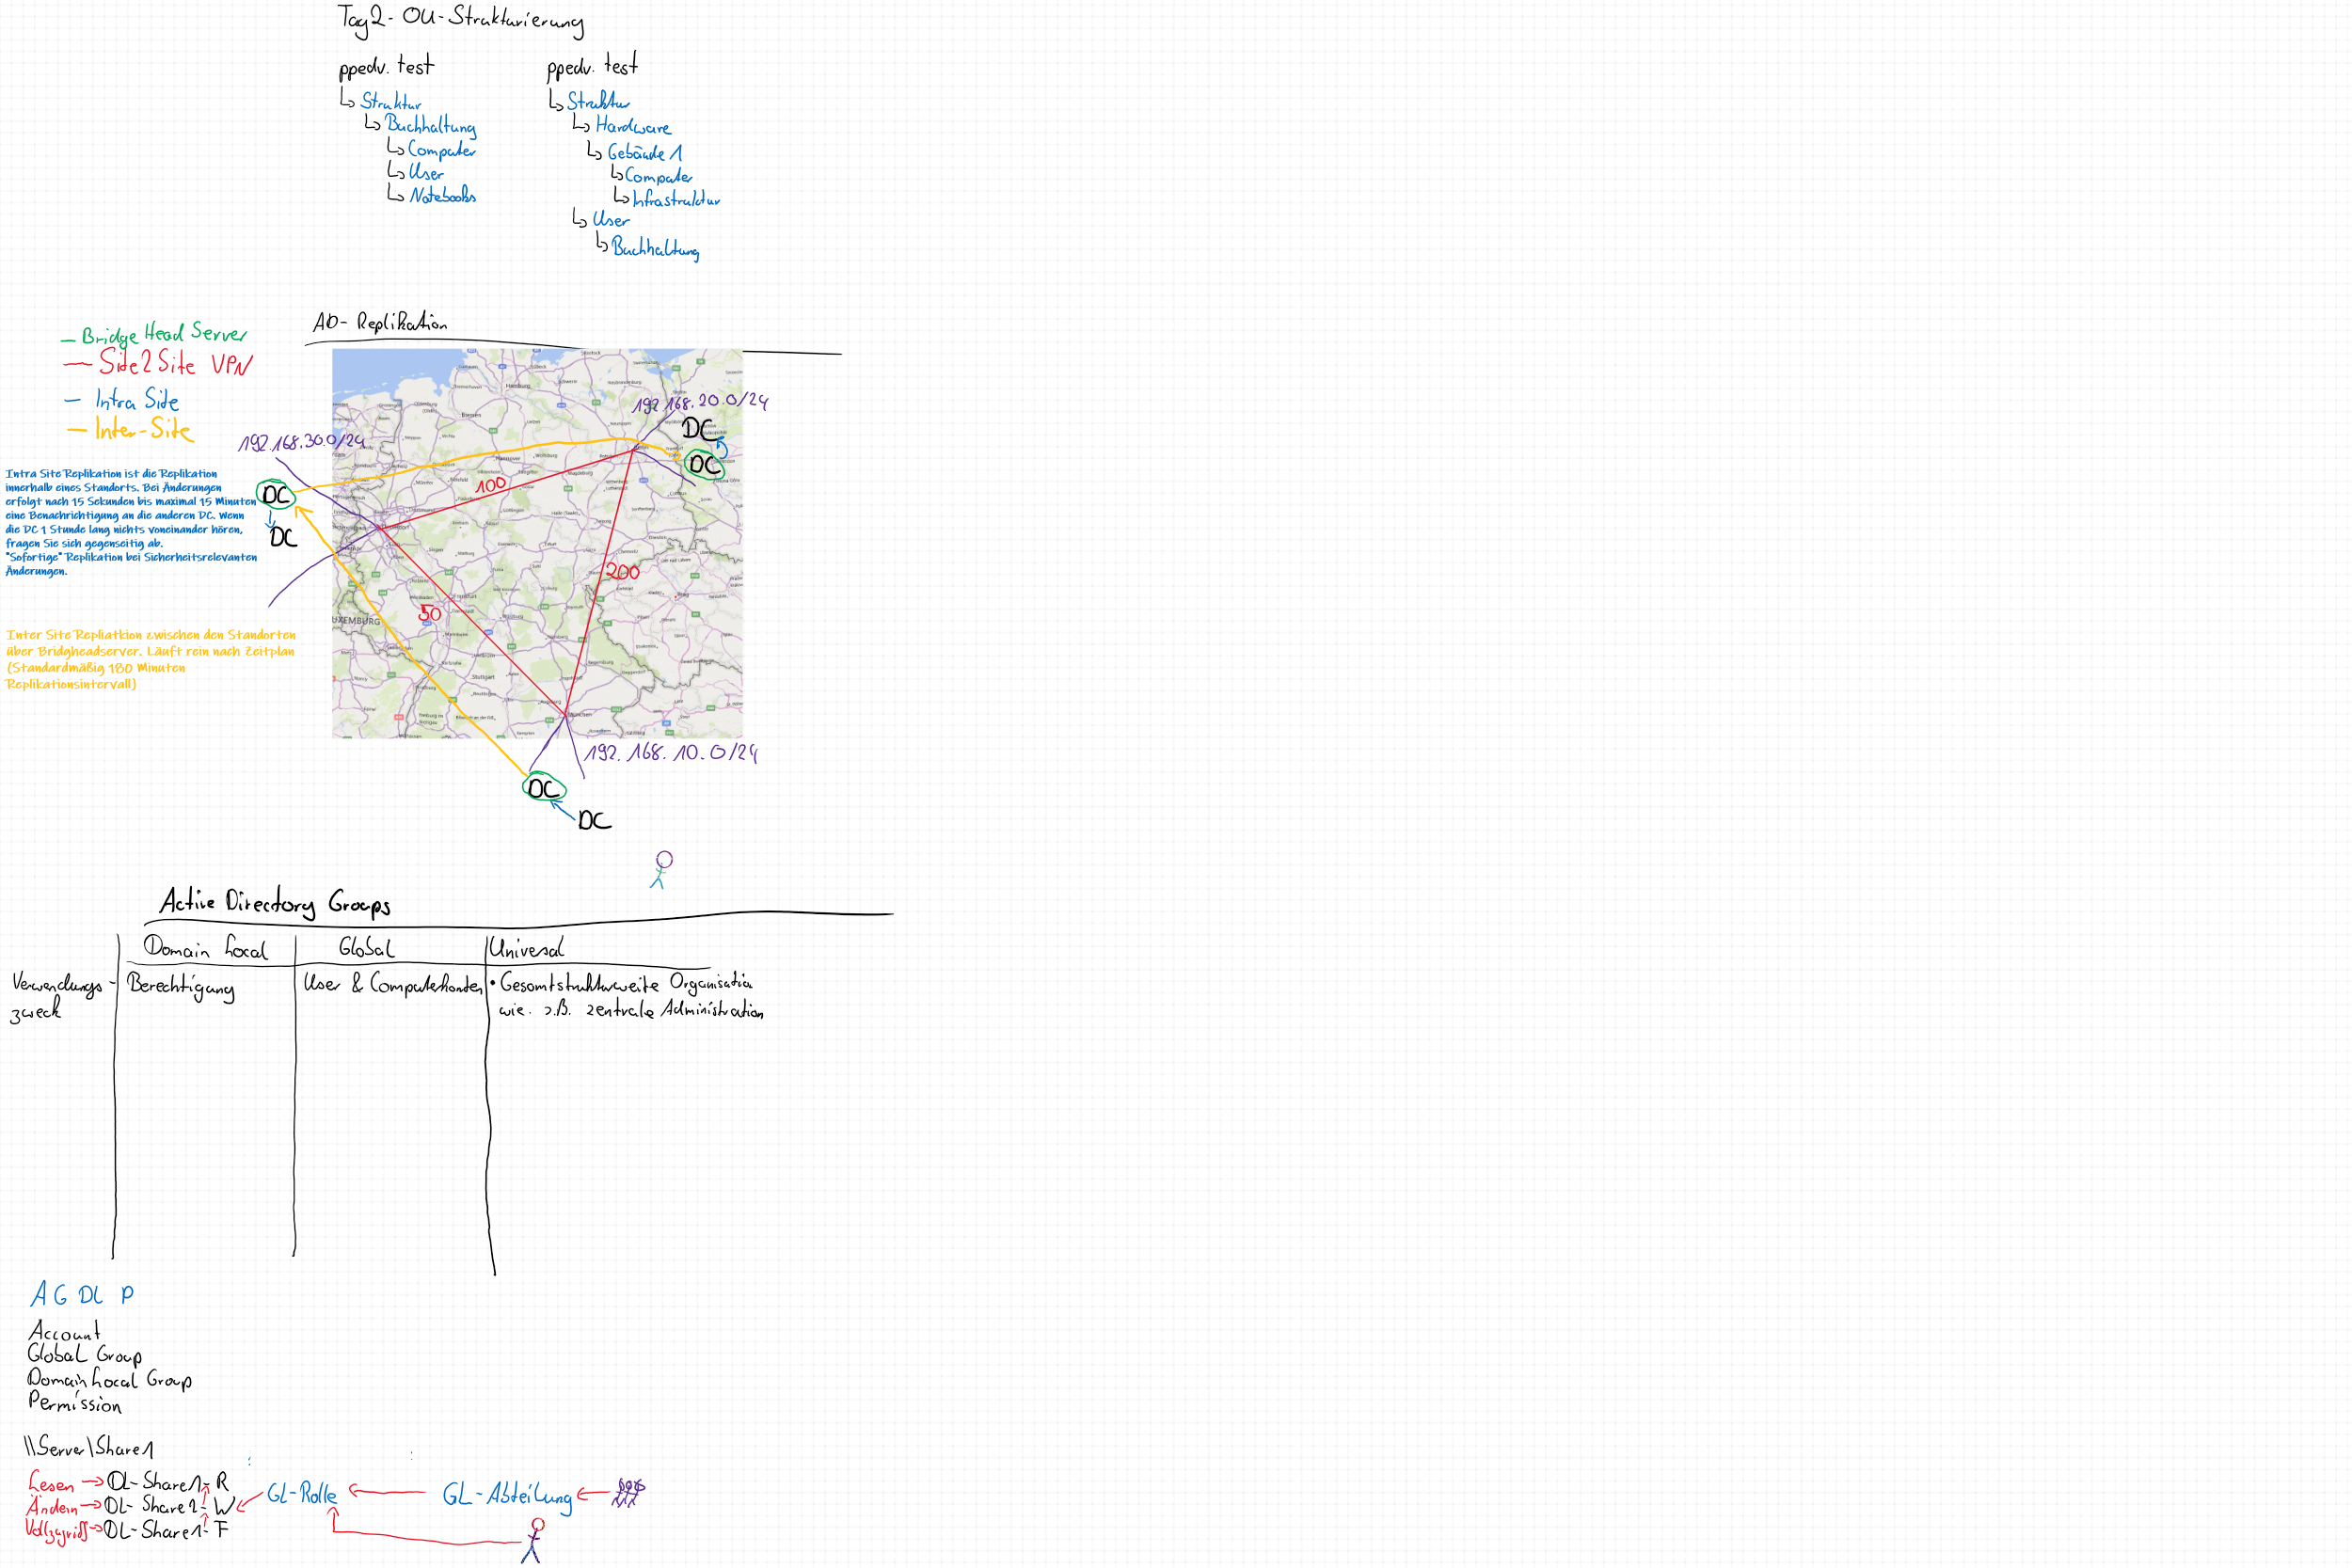 Tag2- OU-Strukturierung
ppedv. test
Struktur
Buchhaltung
Computer
User
Notebooks
ppedv. test
Struktur
Hardware
Gebäude 1
Computer
Infrastruktur
User
Buchhaltung
AD- Replikation
Bridge Head Server
Side2Site VPN
Intra Site
Inter-Site
192.168.30.0/24
192.168.20.0/24
DC
DC
DC
DC
100
200
50
Intra Site Replikation ist die Replikation
innerhalb eines Standorts. Bei Änderungen
erfolgt nach 15 Sekunden bis maximal 15 Minuten
eine Benachrichtigung an die anderen DC. Wenn
die DC 1 Stunde lang nichts voneinander hören,
fragen Sie sich gegenseitig ab.
"Sofortige" Replikation bei Sicherheitsrelevanten
Änderungen.
Inter Site Repliatkion zwischen den Standorten
über Bridgheadserver. Läuft rein nach Zeitplan
(Standardmäßig 180 Minuten
Replikationsintervall)
UXEMBURG
Hamburg
Bremen
Hannover
Stuttgart
München
192.168.10.0/24
DC
DC
Active Directory Groups
Domain Local
Global
Universal
Verwendungs-
zweck
Berechtigung
User & Computerkonten
• Gesamtstrukturweite Organisation
wie. z.B. zentrale Administration
A G DL P
Account
Global Group
Domain Local Group
Permission
\\Server\Share1
Lesen DL-Share1-R
Ändern DL-Share1-W
Vollzugriff DL-Share1-F
GL-Rolle
GL-Abteilung